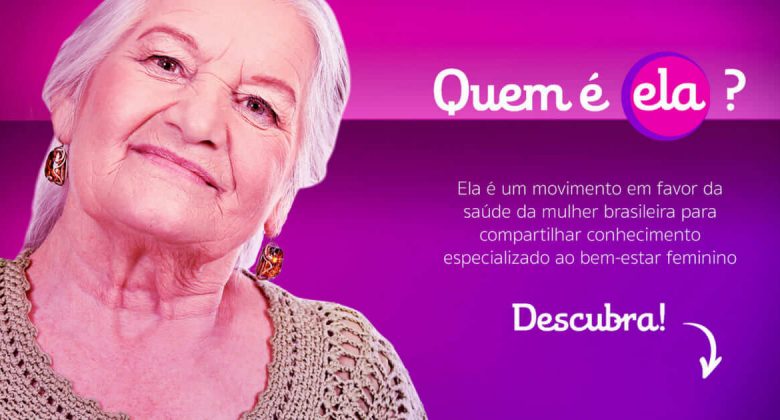 Quem é ela ?
Ela é um movimento em favor da
saúde da mulher brasileira para
compartilhar conhecimento
especializado ao bem-estar feminino
Descubra!